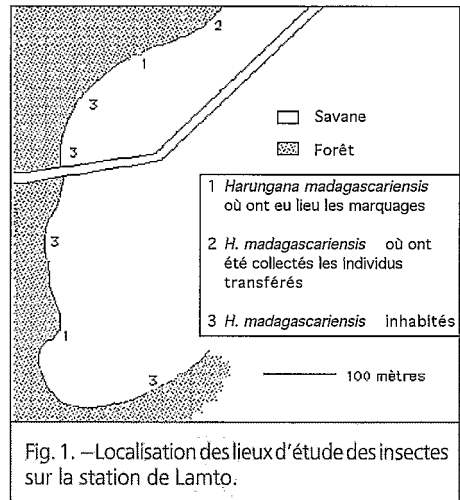 2
1
3
3
Savane
Forêt
1 Harungana madagascariensis
où ont eu lieu les marquages
2 H. madagascariensis où ont
été collectés les individus
transférés
3
3 H. madagascariensis inhabités
1
3
100 mètres
Fig. 1. —Localisation des lieux d'étude des insectes
sur la station de Lamto.